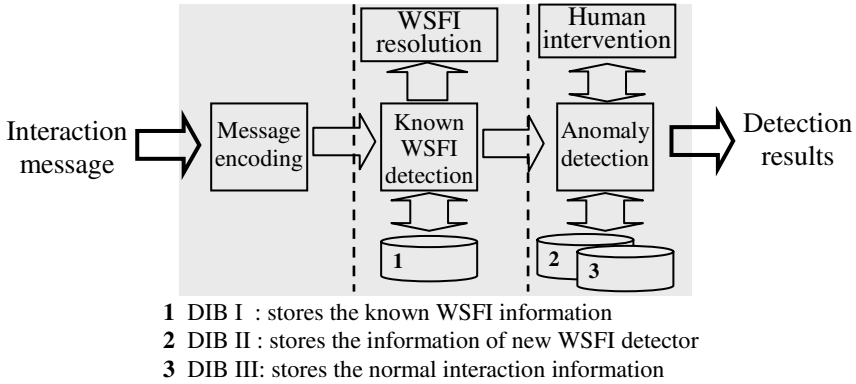 WSFI
resolution
Human
intervention
Interaction
message
Message
encoding
Known
WSFI
detection
Anomaly
detection
Detection
results
1
2
3
1 DIB I : stores the known WSFI information
2 DIB II : stores the information of new WSFI detector
3 DIB III: stores the normal interaction information